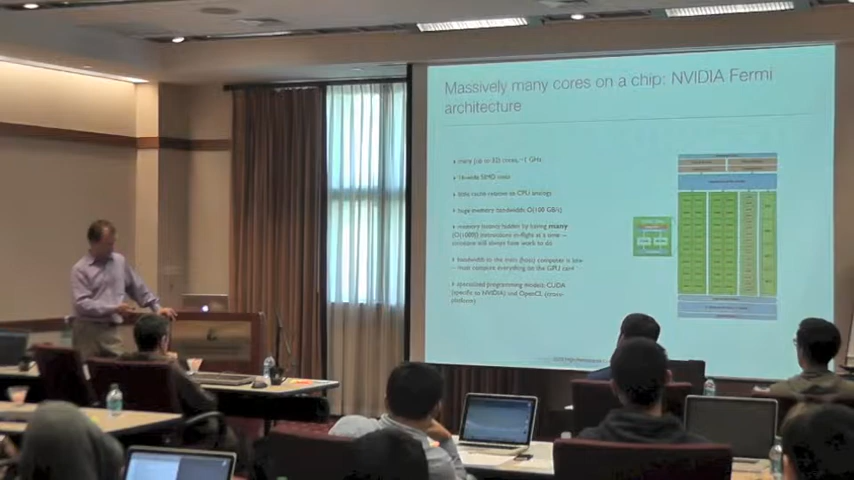 Massively many cores on a chip: NVIDIA Fermi
architecture
many (up to 32) cores, ~1 GHz
16-wide SIMD cores
little cache relative to CPU analogs
huge memory bandwidth O(100 GB/s)
memory latency hidden by having many
(O(1000)) instructions in-flight at a time –
always have work to do
bandwidth to the main (host) computer is low
– must compute everything on the GPU card
specialized programming models: CUDA
(specific to NVIDIA) and OpenCL (cross-
platform)